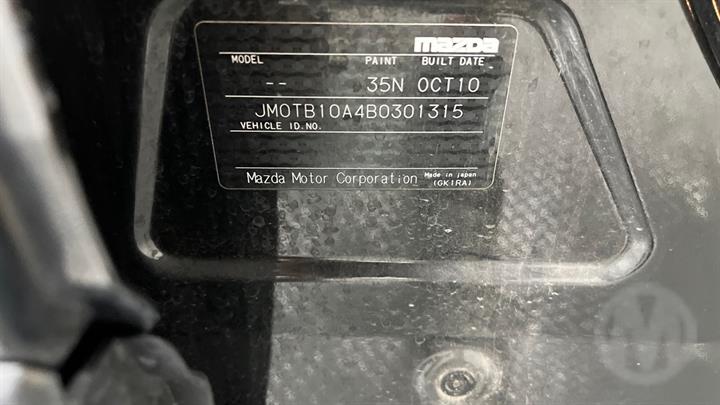 mazda
MODEL PAINT BUILT DATE
-- 35N OCT10
JM0TB10A4B0301315
VEHICLE ID.NO.
Mazda Motor Corporation Made in japan
(GK1RA)
M